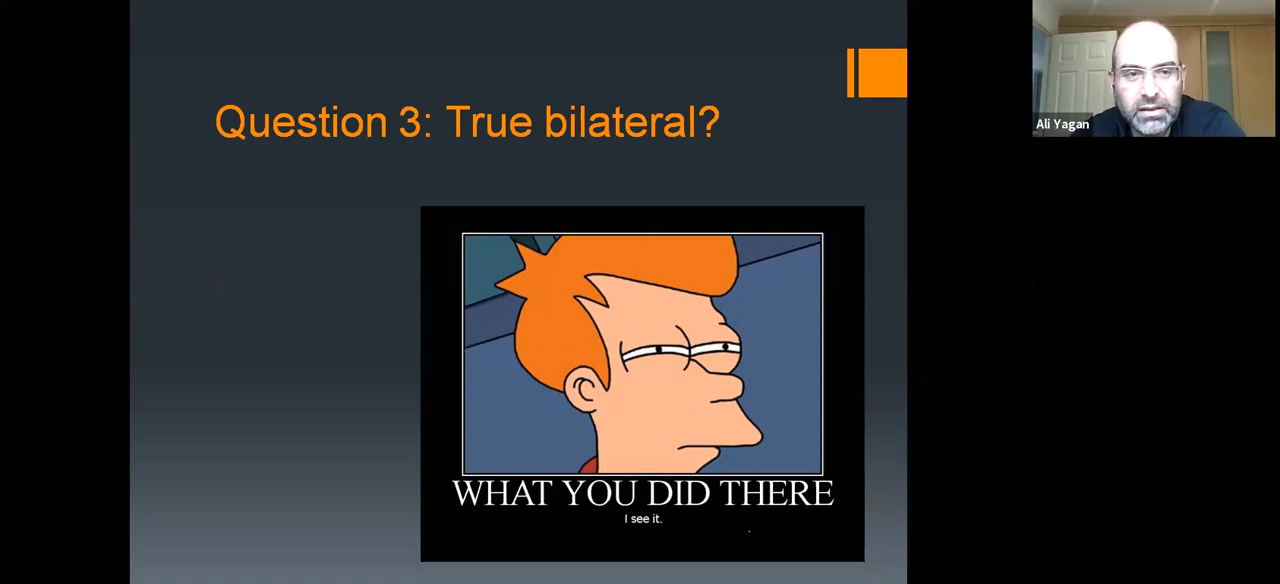 Question 3: True bilateral?
Ali Yagan
WHAT YOU DID THERE
I see it.